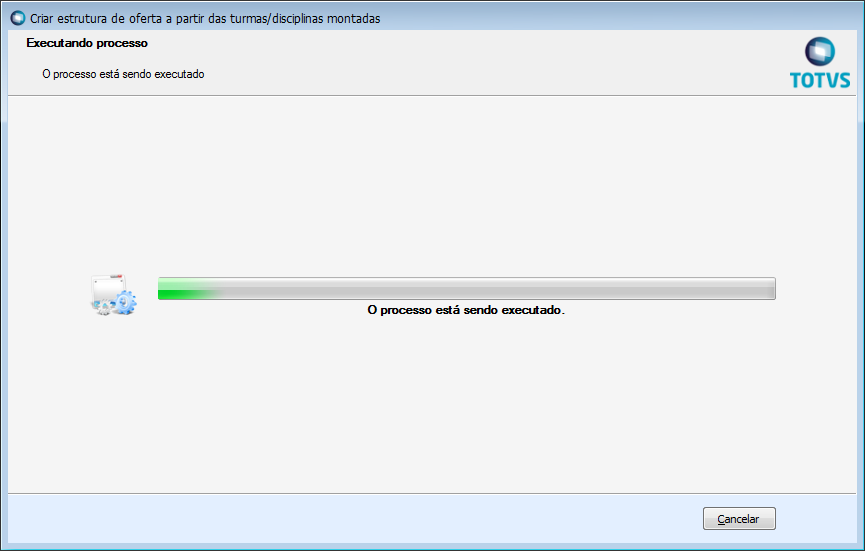 Criar estrutura de oferta a partir das turmas/disciplinas montadas
Executando processo
O processo está sendo executado
TOTVS
O processo está sendo executado.
Cancelar